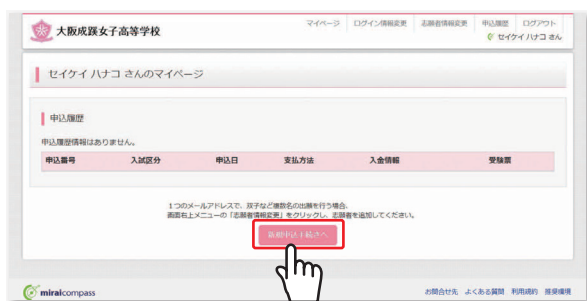 大阪成蹊女子高等学校
マイページ ログイン情報変更 志願者情報変更 申込履歴 ログアウト
セイケイ ハナコ さん
セイケイ ハナコ さんのマイページ
申込履歴
申込履歴情報はありません。
申込番号 入試区分 申込日 支払方法 入金情報 受験票
1つのメールアドレスで、双子など複数名の出願を行う場合、
画面右上メニューの「志願者情報変更」をクリックし、志願者を追加してください。
新規申込手続きへ
miraicompass
お問合せ先 よくある質問 利用規約 推奨環境